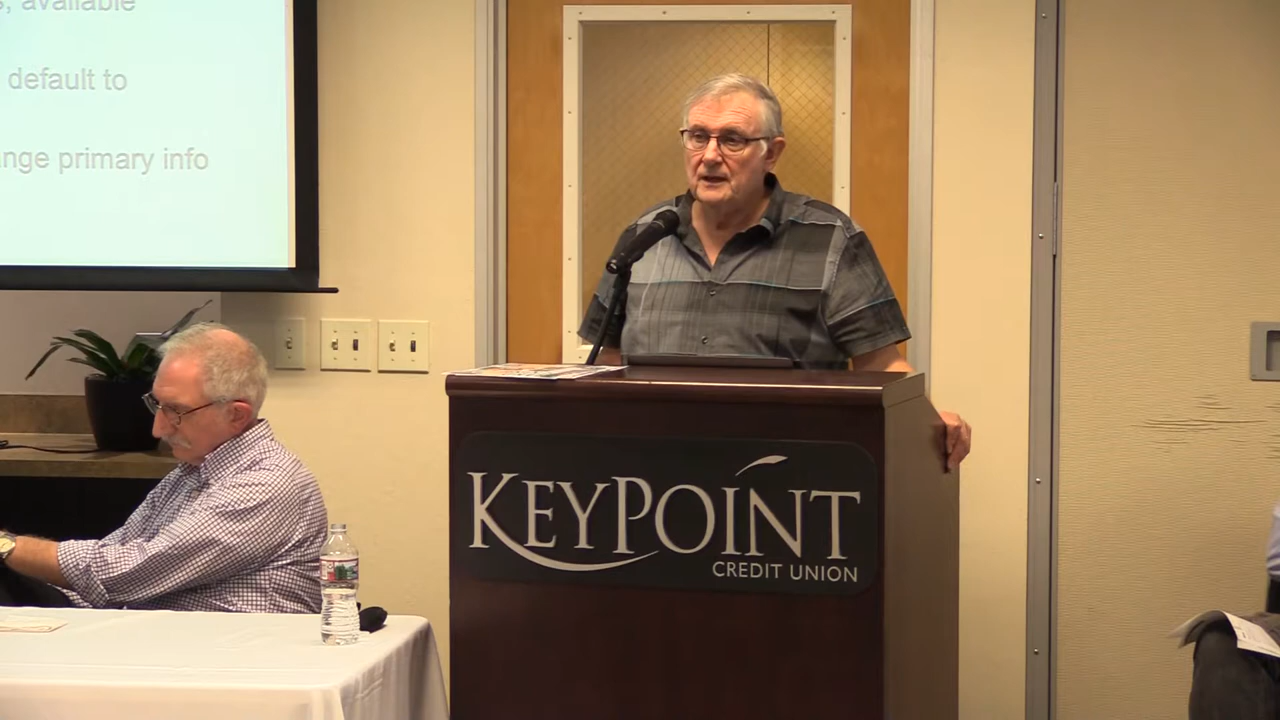 , available
default to
ange primary info
KEYPOINT
CREDIT UNION